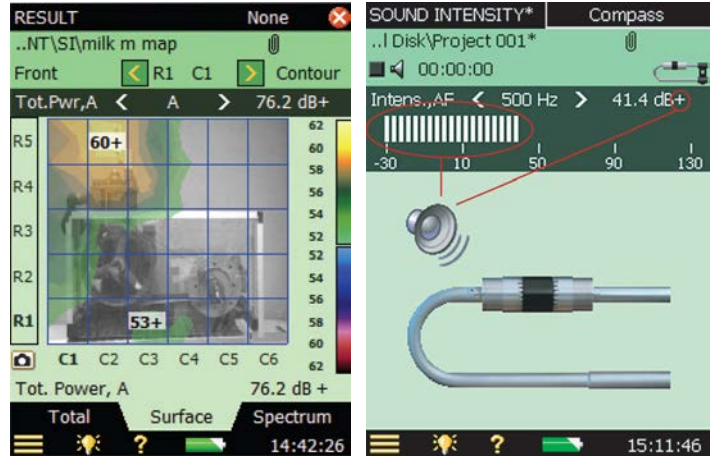 RESULT None
..NT\SI\milk m map
Front < R1 C1 > Contour
Tot.Pwr,A < A > 76.2 dB+
R5
R4
R3
R2
R1
60+
53+
62
60
58
56
54
52
52
54
56
58
60
62
C1 C2 C3 C4 C5 C6
Tot. Power, A 76.2 dB +
Total Surface Spectrum
? 14:42:26
SOUND INTENSITY* Compass
..l Disk\Project 001*
00:00:00
Intens.,AF < 500 Hz > 41.4 dB+
-30 10 50 90 130
? 15:11:46